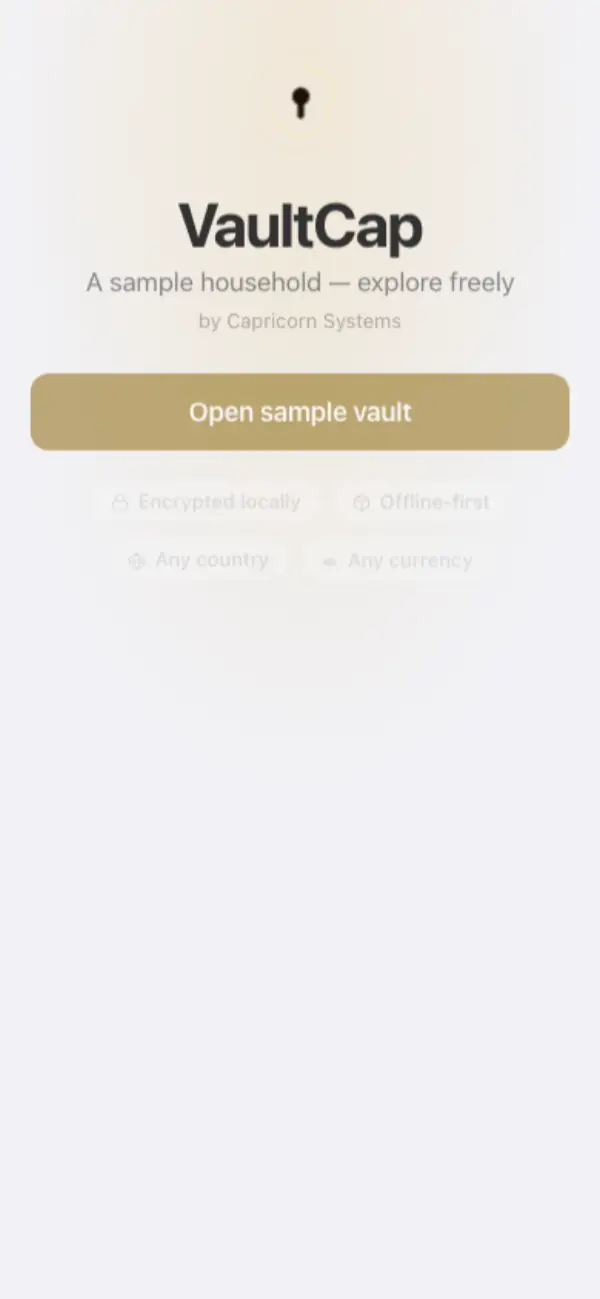 VaultCap
A sample household — explore freely
by Capricorn Systems
Open sample vault
Encrypted locally
Offline-first
Any country
Any currency